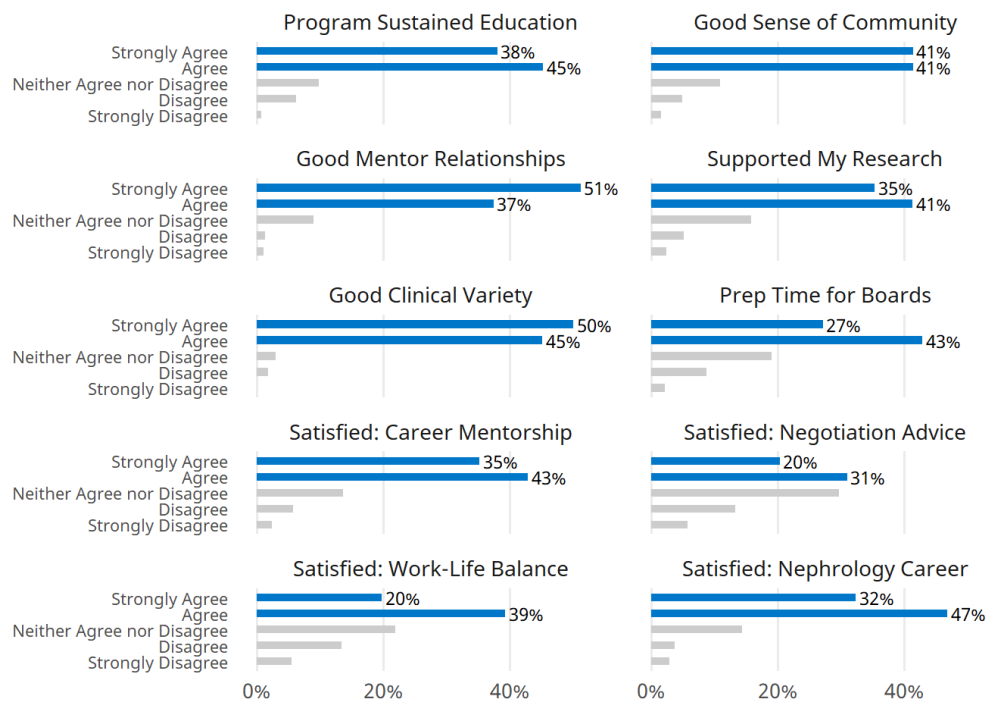 Program Sustained Education
Strongly Agree 38%
Agree 45%
Neither Agree nor Disagree
Disagree
Strongly Disagree
Good Sense of Community
41%
41%
Good Mentor Relationships
Strongly Agree 51%
Agree 37%
Neither Agree nor Disagree
Disagree
Strongly Disagree
Supported My Research
35%
41%
Good Clinical Variety
Strongly Agree 50%
Agree 45%
Neither Agree nor Disagree
Disagree
Strongly Disagree
Prep Time for Boards
27%
43%
Satisfied: Career Mentorship
Strongly Agree 35%
Agree 43%
Neither Agree nor Disagree
Disagree
Strongly Disagree
Satisfied: Negotiation Advice
20%
31%
Satisfied: Work-Life Balance
Strongly Agree 20%
Agree 39%
Neither Agree nor Disagree
Disagree
Strongly Disagree
0% 20% 40%
Satisfied: Nephrology Career
32%
47%
0% 20% 40%